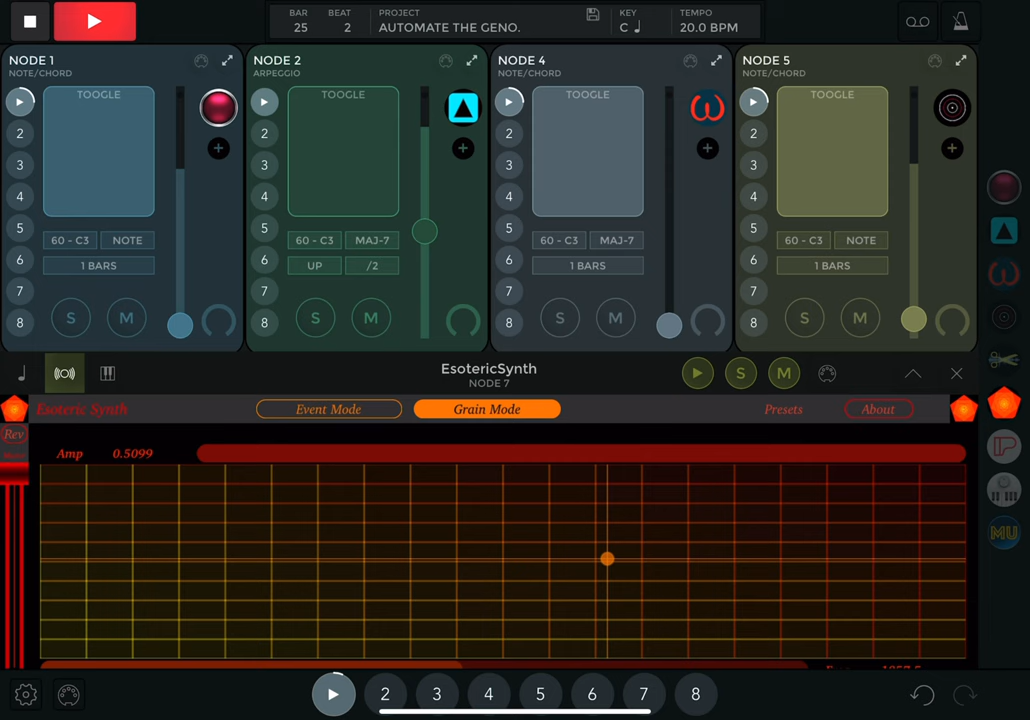 BAR BEAT PROJECT KEY TEMPO
25 2 AUTOMATE THE GENO. C 20.0 BPM
NODE 1 NODE 2 NODE 4 NODE 5
NOTE/CHORD ARPEGGIO NOTE/CHORD NOTE/CHORD
TOOGLE TOOGLE TOOGLE TOOGLE
2 2 2 2
3 3 3 3
4 4 4 4
5 5 5 5
60 - C3 NOTE 60 - C3 MAJ-7 60 - C3 MAJ-7 60 - C3 NOTE
6 1 BARS 6 UP /2 6 1 BARS 6 1 BARS
7 7 7 7
8 S M 8 S M 8 S M 8 S M
EsotericSynth
NODE 7
S M
Esoteric Synth Event Mode Grain Mode Presets About
Rev
Amp 0.5099
MU
2 3 4 5 6 7 8